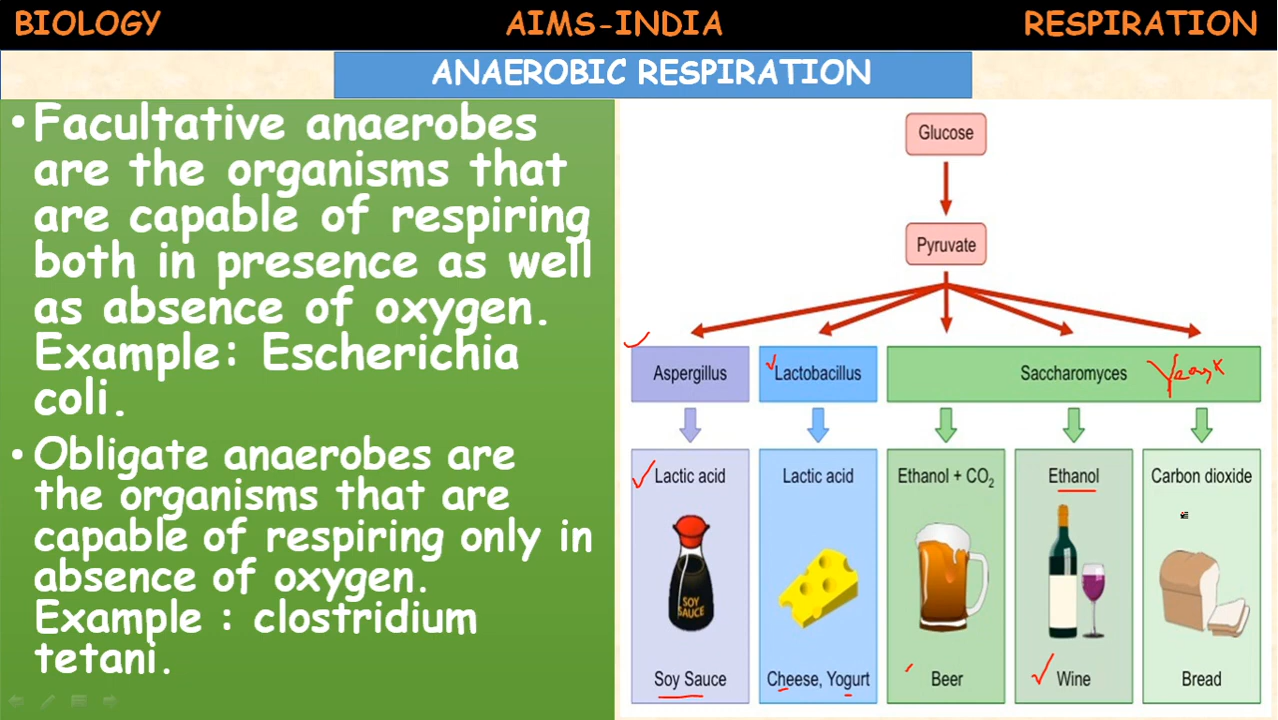 BIOLOGY AIMS-INDIA RESPIRATION
ANAEROBIC RESPIRATION
• Facultative anaerobes
are the organisms that
are capable of respiring
both in presence as well
as absence of oxygen.
Example: Escherichia
coli.
• Obligate anaerobes are
the organisms that are
capable of respiring only in
absence of oxygen.
Example : clostridium
tetani.
Glucose
Pyruvate
Aspergillus Lactobacillus Saccharomyces Yeast
Lactic acid Lactic acid Ethanol + CO₂ Ethanol Carbon dioxide
SOY
SAUCE
Soy Sauce Cheese, Yogurt Beer Wine Bread